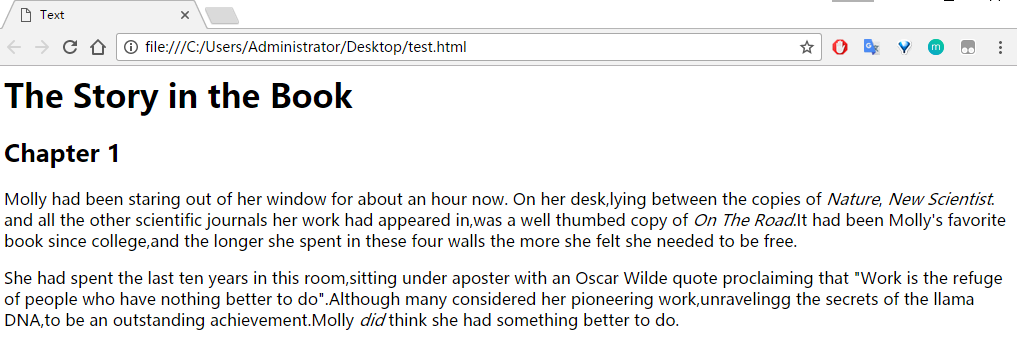 Text
file:///C:/Users/Administrator/Desktop/test.html
m
The Story in the Book
Chapter 1
Molly had been staring out of her window for about an hour now. On her desk,lying between the copies of Nature, New Scientist.
and all the other scientific journals her work had appeared in,was a well thumbed copy of On The Road.It had been Molly's favorite
book since college,and the longer she spent in these four walls the more she felt she needed to be free.
She had spent the last ten years in this room,sitting under aposter with an Oscar Wilde quote proclaiming that "Work is the refuge
of people who have nothing better to do".Although many considered her pioneering work,unravelingg the secrets of the llama
DNA,to be an outstanding achievement.Molly did think she had something better to do.